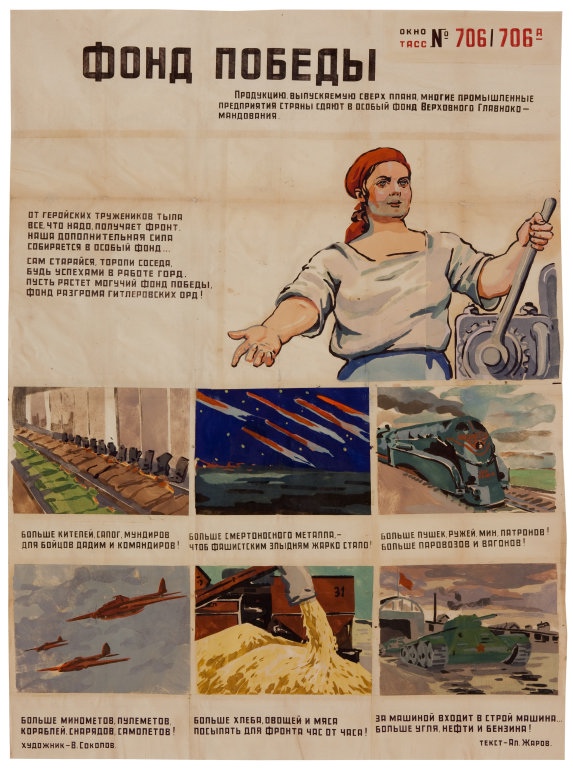 ОКНО
ТАСС № 706/706А
ФОНД ПОБЕДЫ
ПРОДУКЦИЮ, ВЫПУСКАЕМУЮ СВЕРХ ПЛАНА, МНОГИЕ ПРОМЫШЛЕННЫЕ
ПРЕДПРИЯТИЯ СТРАНЫ СДАЮТ В ОСОБЫЙ ФОНД ВЕРХОВНОГО ГЛАВНОКО-
МАНДОВАНИЯ.
ОТ ГЕРОЙСКИХ ТРУЖЕНИКОВ ТЫЛА
ВСЕ, ЧТО НАДО, ПОЛУЧАЕТ ФРОНТ.
НАША ДОПОЛНИТЕЛЬНАЯ СИЛА
СОБИРАЕТСЯ В ОСОБЫЙ ФОНД...
САМ СТАРАЙСЯ, ТОРОПИ СОСЕДА,
БУДЬ УСПЕХАМИ В РАБОТЕ ГОРД.
ПУСТЬ РАСТЕТ МОГУЧИЙ ФОНД ПОБЕДЫ,
ФОНД РАЗГРОМА ГИТЛЕРОВСКИХ ОРД!
БОЛЬШЕ КИТЕЛЕЙ, САПОГ, МУНДИРОВ
ДЛЯ БОЙЦОВ ДАДИМ И КОМАНДИРОВ!
БОЛЬШЕ СМЕРТОНОСНОГО МЕТАЛЛА,-
ЧТОБ ФАШИСТСКИМ ЗЛЫДНЯМ ЖАРКО СТАЛО!
БОЛЬШЕ ПУШЕК, РУЖЕЙ, МИН, ПАТРОНОВ!
БОЛЬШЕ ПАРОВОЗОВ И ВАГОНОВ!
31
БОЛЬШЕ МИНОМЕТОВ, ПУЛЕМЕТОВ,
КОРАБЛЕЙ, СНАРЯДОВ, САМОЛЕТОВ!
БОЛЬШЕ ХЛЕБА, ОВОЩЕЙ И МЯСА
ПОСЫЛАТЬ ДЛЯ ФРОНТА ЧАС ОТ ЧАСА!
ЗА МАШИНОЙ ВХОДИТ В СТРОЙ МАШИНА...
БОЛЬШЕ УГЛЯ, НЕФТИ И БЕНЗИНА!
ХУДОЖНИК-В. СОКОЛОВ.
ТЕКСТ-АЛ. ЖАРОВ.